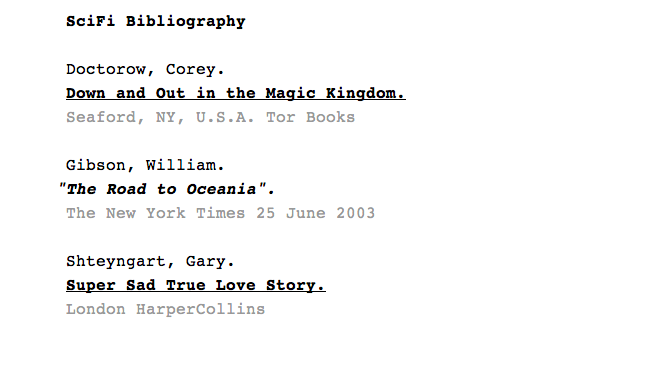 SciFi Bibliography
Doctorow, Corey.
Down and Out in the Magic Kingdom.
Seaford, NY, U.S.A. Tor Books
Gibson, William.
"The Road to Oceania".
The New York Times 25 June 2003
Shteyngart, Gary.
Super Sad True Love Story.
London HarperCollins